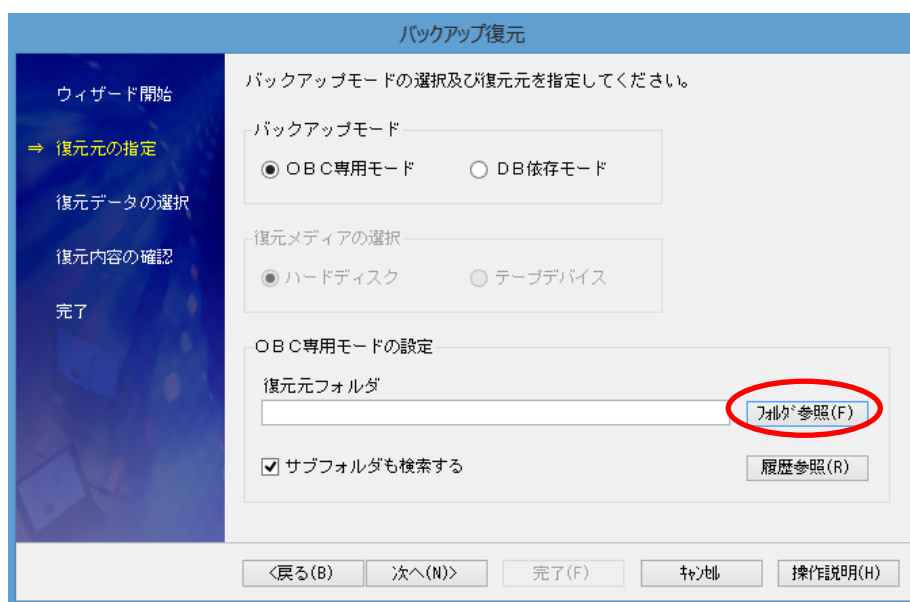 バックアップ復元
ウィザード開始
⇒ 復元元の指定
復元データの選択
復元内容の確認
完了
バックアップモードの選択及び復元元を指定してください。
バックアップモード
ＯＢＣ専用モード
ＤＢ依存モード
復元メディアの選択
ハードディスク
テープデバイス
ＯＢＣ専用モードの設定
復元元フォルダ
ﾌｫﾙﾀﾞ参照(F)
サブフォルダも検索する
履歴参照(R)
<戻る(B)
次へ(N)>
完了(F)
ｷｬﾝｾﾙ
操作説明(H)